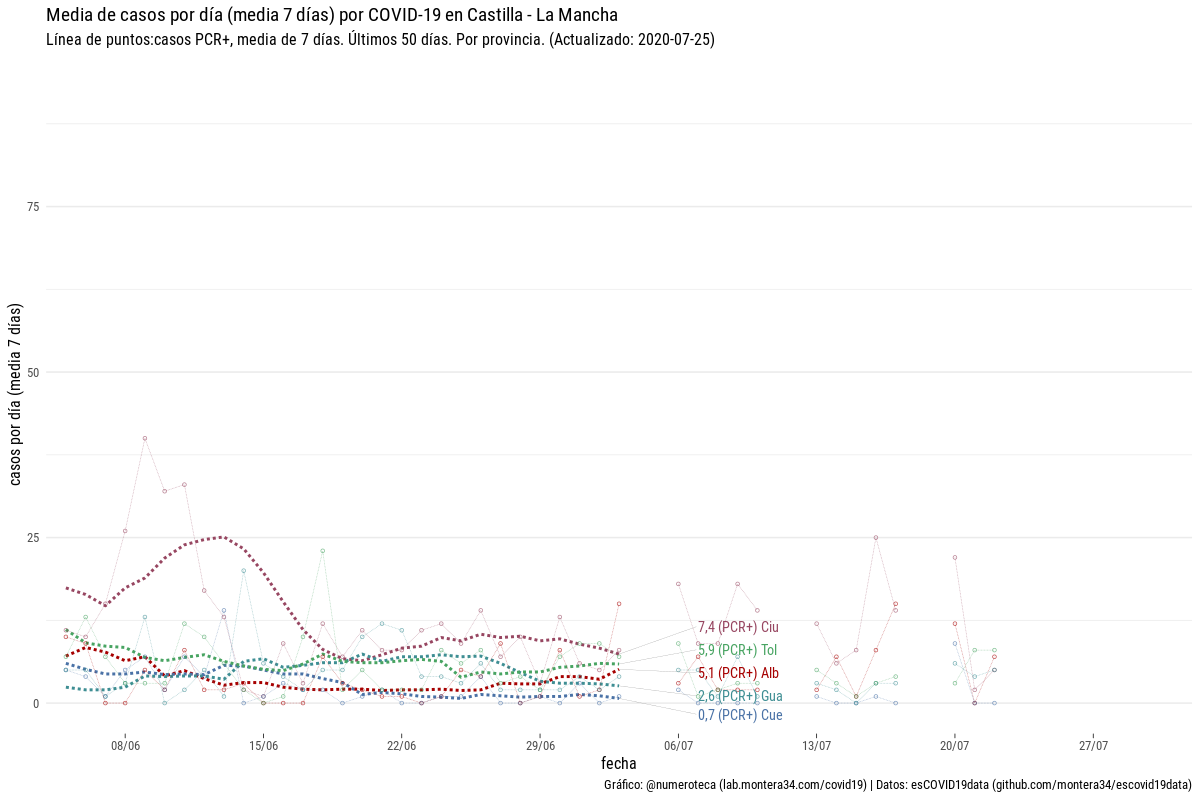 Media de casos por día (media 7 días) por COVID-19 en Castilla - La Mancha
Línea de puntos:casos PCR+, media de 7 días. Últimos 50 días. Por provincia. (Actualizado: 2020-07-25)
casos por día (media 7 días)
75
50
25
0
7,4 (PCR+) Ciu
5,9 (PCR+) Tol
5,1 (PCR+) Alb
2,6 (PCR+) Gua
0,7 (PCR+) Cue
08/06
15/06
22/06
29/06
06/07
13/07
20/07
27/07
fecha
Gráfico: @numeroteca (lab.montera34.com/covid19) | Datos: esCOVID19data (github.com/montera34/escovid19data)